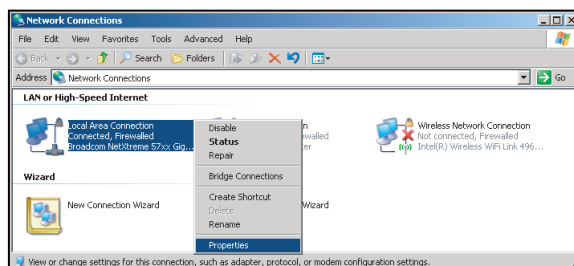 Network Connections
File Edit View Favorites Tools Advanced Help
Back Search Folders
Address Network Connections Go
LAN or High-Speed Internet
Local Area Connection
Connected, Firewalled
Broadcom NetXtreme 57xx Gig...
Disable
Status
Repair
Bridge Connections
Create Shortcut
Delete
Rename
Properties
Wireless Network Connection
Not connected, Firewalled
Intel(R) Wireless WiFi Link 496...
Wizard
New Connection Wizard
Wizard
View or change settings for this connection, such as adapter, protocol, or modem configuration settings.